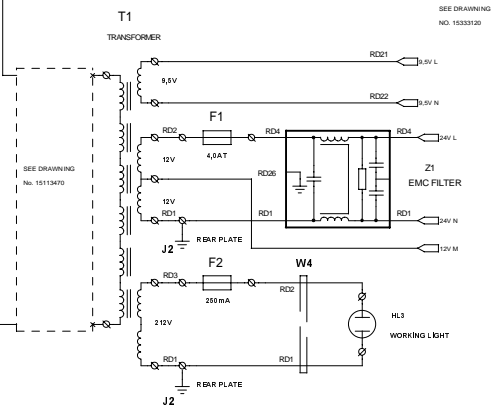 SEE DRAWNING
NO. 15333120
T1
TRANSFORMER
RD21
9,5V L
9,5V
RD22
9,5V N
F1
RD2
RD4
RD4
24V L
4,0AT
12V
Z1
EMC FILTER
SEE DRAWNING
No. 15113470
RD26
12V
RD1
RD1
RD1
24V N
J2
REAR PLATE
12V M
F2
W4
RD3
RD2
250mA
HL3
212V
WORKING LIGHT
RD1
RD1
REAR PLATE
J2